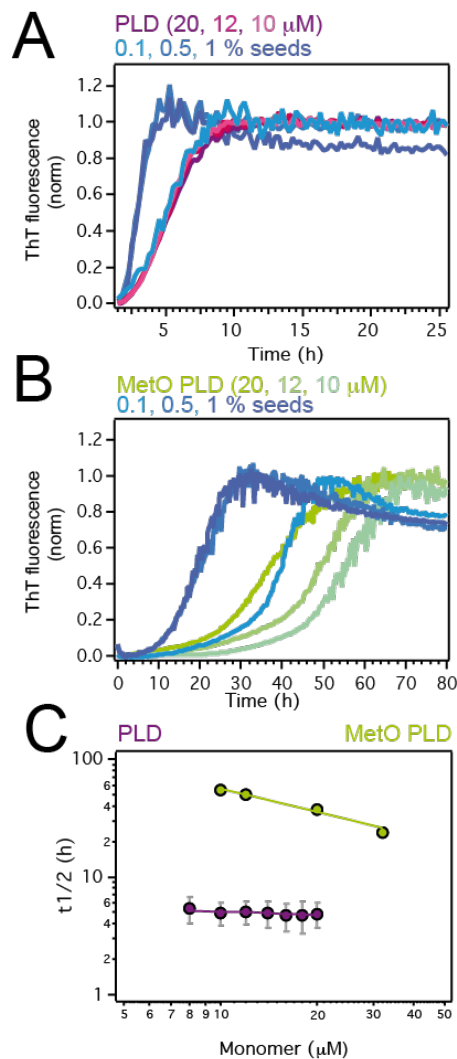 A
PLD (20, 12, 10 μM)
0.1, 0.5, 1 % seeds
ThT fluorescence
(norm)
1.2
1.0
0.8
0.6
0.4
0.2
0.0
5 10 15 20 25
Time (h)
B
MetO PLD (20, 12, 10 μM)
0.1, 0.5, 1 % seeds
ThT fluorescence
(norm)
1.2
1.0
0.8
0.6
0.4
0.2
0.0
0 10 20 30 40 50 60 70 80
Time (h)
C
PLD MetO PLD
t1/2 (h)
100
6
4
2
10
6
4
2
1
5 6 7 8 9 10 20 30 40 50
Monomer (μM)